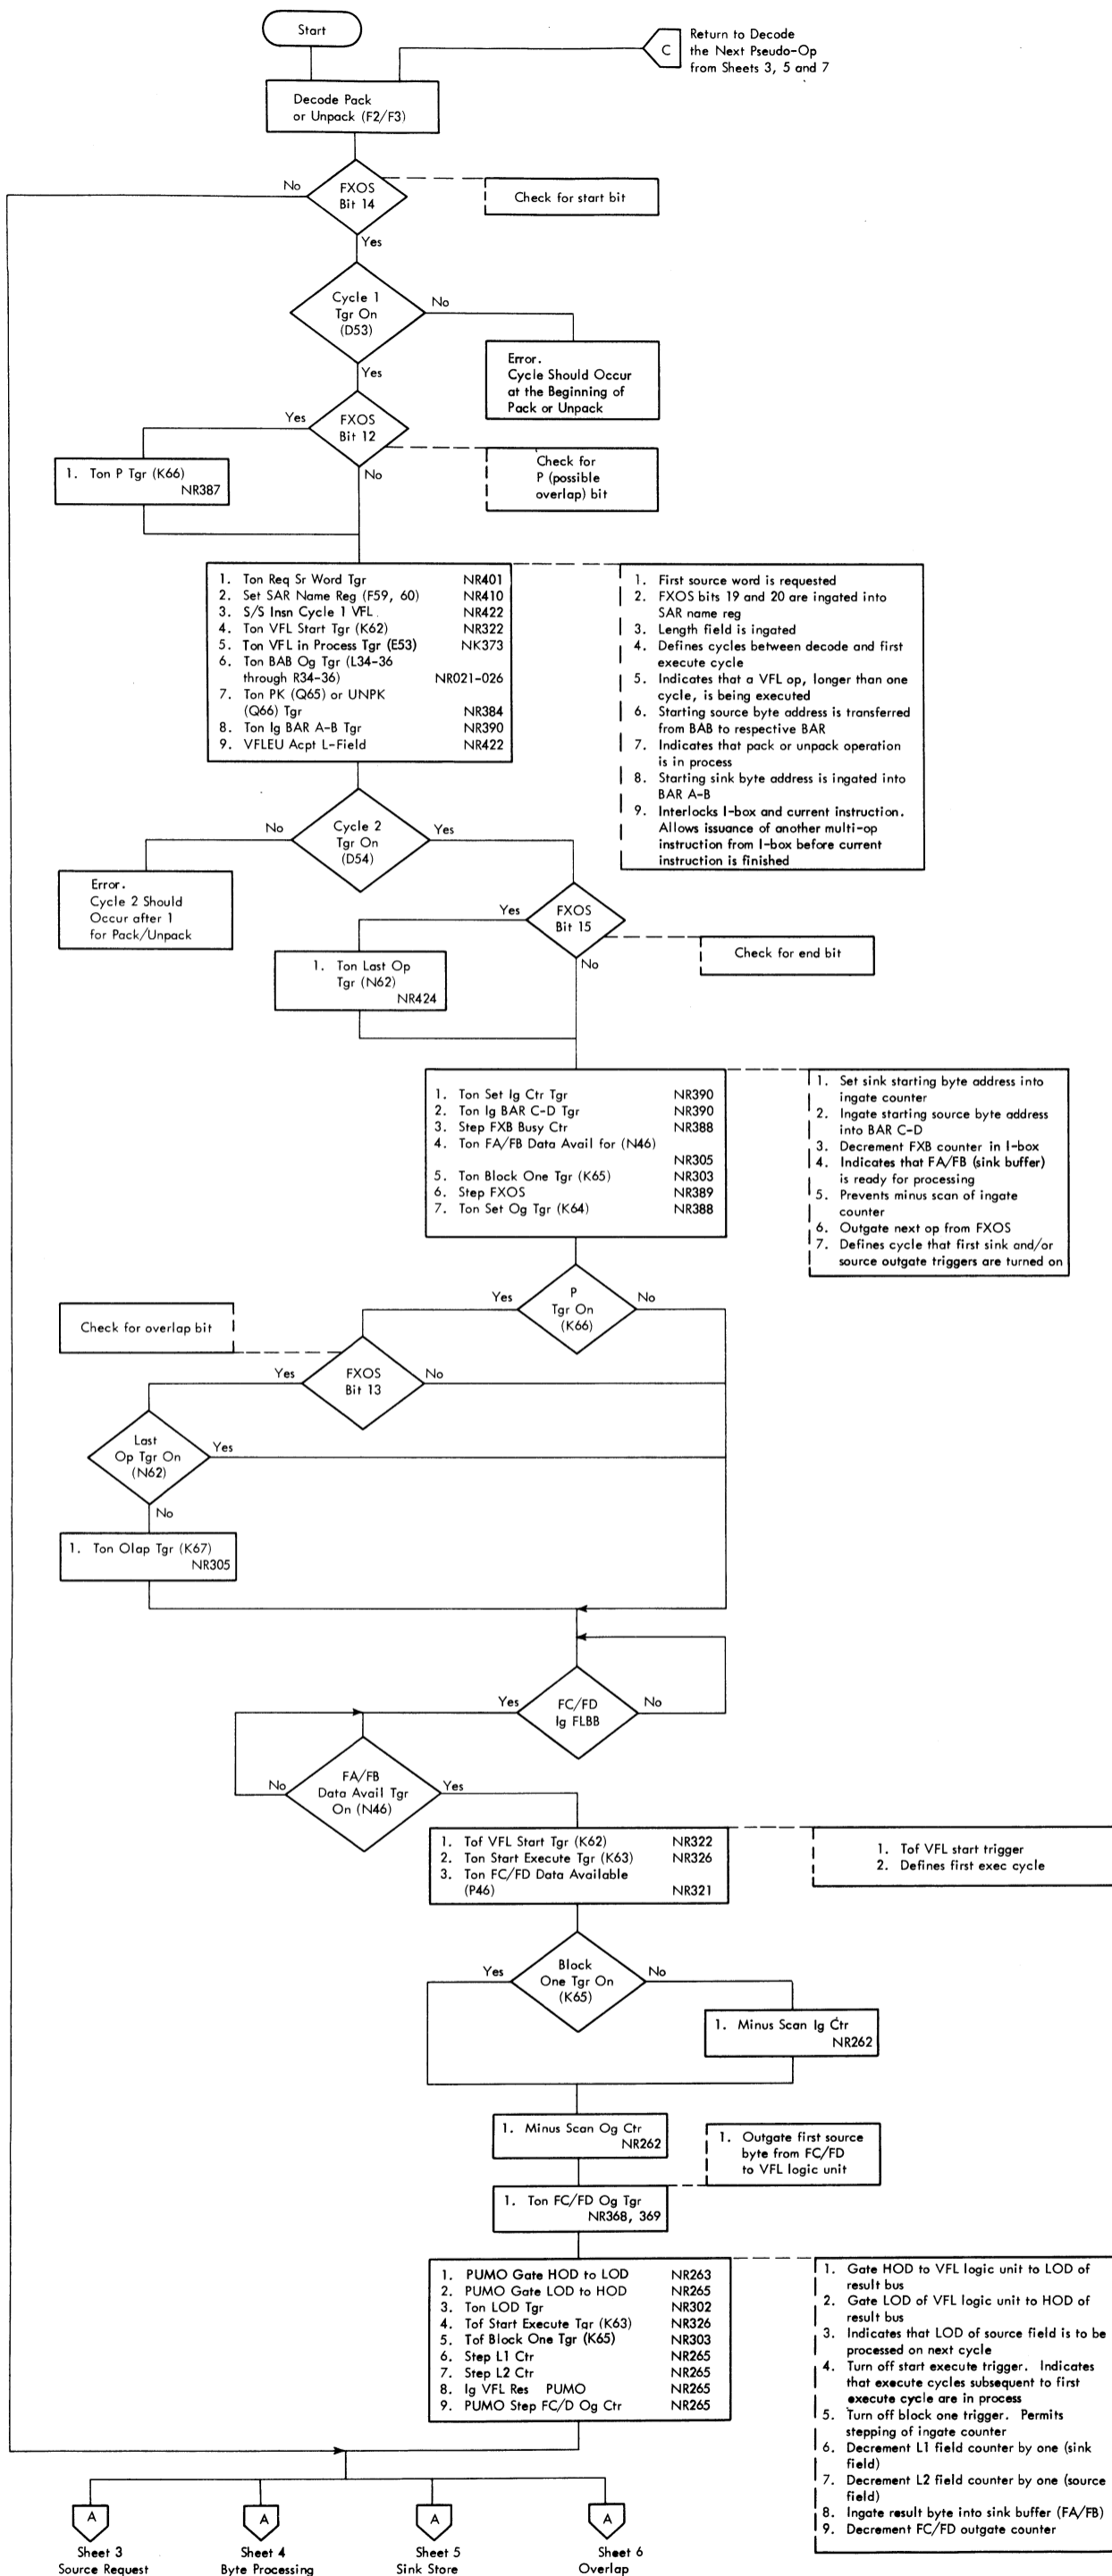 Start
C
Return to Decode
the Next Pseudo-Op
from Sheets 3, 5 and 7
Decode Pack
or Unpack (F2/F3)
No
FXOS
Bit 14
Check for start bit
Yes
Cycle 1
Tgr On
(D53)
No
Error.
Cycle Should Occur
at the Beginning of
Pack or Unpack
Yes
Yes
FXOS
Bit 12
Check for
P (possible
overlap) bit
No
1. Ton P Tgr (K66)
NR387
1. Ton Req Sr Word Tgr NR401
2. Set SAR Name Reg (F59, 60) NR410
3. S/S Insn Cycle 1 VFL NR422
4. Ton VFL Start Tgr (K62) NR322
5. Ton VFL in Process Tgr (E53) NK373
6. Ton BAB Og Tgr (L34-36
through R34-36) NR021-026
7. Ton PK (Q65) or UNPK
(Q66) Tgr NR384
8. Ton Ig BAR A-B Tgr NR390
9. VFLEU Acpt L-Field NR422
1. First source word is requested
2. FXOS bits 19 and 20 are ingated into
SAR name reg
3. Length field is ingated
4. Defines cycles between decode and first
execute cycle
5. Indicates that a VFL op, longer than one
cycle, is being executed
6. Starting source byte address is transferred
from BAB to respective BAR
7. Indicates that pack or unpack operation
is in process
8. Starting sink byte address is ingated into
BAR A-B
9. Interlocks I-box and current instruction.
Allows issuance of another multi-op
instruction from I-box before current
instruction is finished
No
Cycle 2
Tgr On
(D54)
Yes
Error.
Cycle 2 Should
Occur after 1
for Pack/Unpack
Yes
FXOS
Bit 15
Check for end bit
No
1. Ton Last Op
Tgr (N62)
NR424
1. Ton Set Ig Ctr Tgr NR390
2. Ton Ig BAR C-D Tgr NR390
3. Step FXB Busy Ctr NR388
4. Ton FA/FB Data Avail for (N46)
NR305
5. Ton Block One Tgr (K65) NR303
6. Step FXOS NR389
7. Ton Set Og Tgr (K64) NR388
1. Set sink starting byte address into
ingate counter
2. Ingate starting source byte address
into BAR C-D
3. Decrement FXB counter in I-box
4. Indicates that FA/FB (sink buffer)
is ready for processing
5. Prevents minus scan of ingate
counter
6. Outgate next op from FXOS
7. Defines cycle that first sink and/or
source outgate triggers are turned on
Yes
P
Tgr On
(K66)
No
Check for overlap bit
Yes
FXOS
Bit 13
No
Last
Op Tgr On
(N62)
Yes
No
1. Ton Olap Tgr (K67)
NR305
Yes
FC/FD
Ig FLBB
No
No
FA/FB
Data Avail Tgr
On (N46)
Yes
1. Tof VFL Start Tgr (K62) NR322
2. Ton Start Execute Tgr (K63) NR326
3. Ton FC/FD Data Available
(P46) NR321
1. Tof VFL start trigger
2. Defines first exec cycle
Yes
Block
One Tgr On
(K65)
No
1. Minus Scan Ig Ctr
NR262
1. Minus Scan Og Ctr
NR262
1. Outgate first source
byte from FC/FD
to VFL logic unit
1. Ton FC/FD Og Tgr
NR368, 369
1. PUMO Gate HOD to LOD NR263
2. PUMO Gate LOD to HOD NR265
3. Ton LOD Tgr NR302
4. Tof Start Execute Tgr (K63) NR326
5. Tof Block One Tgr (K65) NR303
6. Step L1 Ctr NR265
7. Step L2 Ctr NR265
8. Ig VFL Res PUMO NR265
9. PUMO Step FC/D Og Ctr NR265
1. Gate HOD to VFL logic unit to LOD of
result bus
2. Gate LOD of VFL logic unit to HOD of
result bus
3. Indicates that LOD of source field is to be
processed on next cycle
4. Turn off start execute trigger. Indicates
that execute cycles subsequent to first
execute cycle are in process
5. Turn off block one trigger. Permits
stepping of ingate counter
6. Decrement L1 field counter by one (sink
field)
7. Decrement L2 field counter by one (source
field)
8. Ingate result byte into sink buffer (FA/FB)
9. Decrement FC/FD outgate counter
A
A
A
A
Sheet 3
Source Request
Sheet 4
Byte Processing
Sheet 5
Sink Store
Sheet 6
Overlap